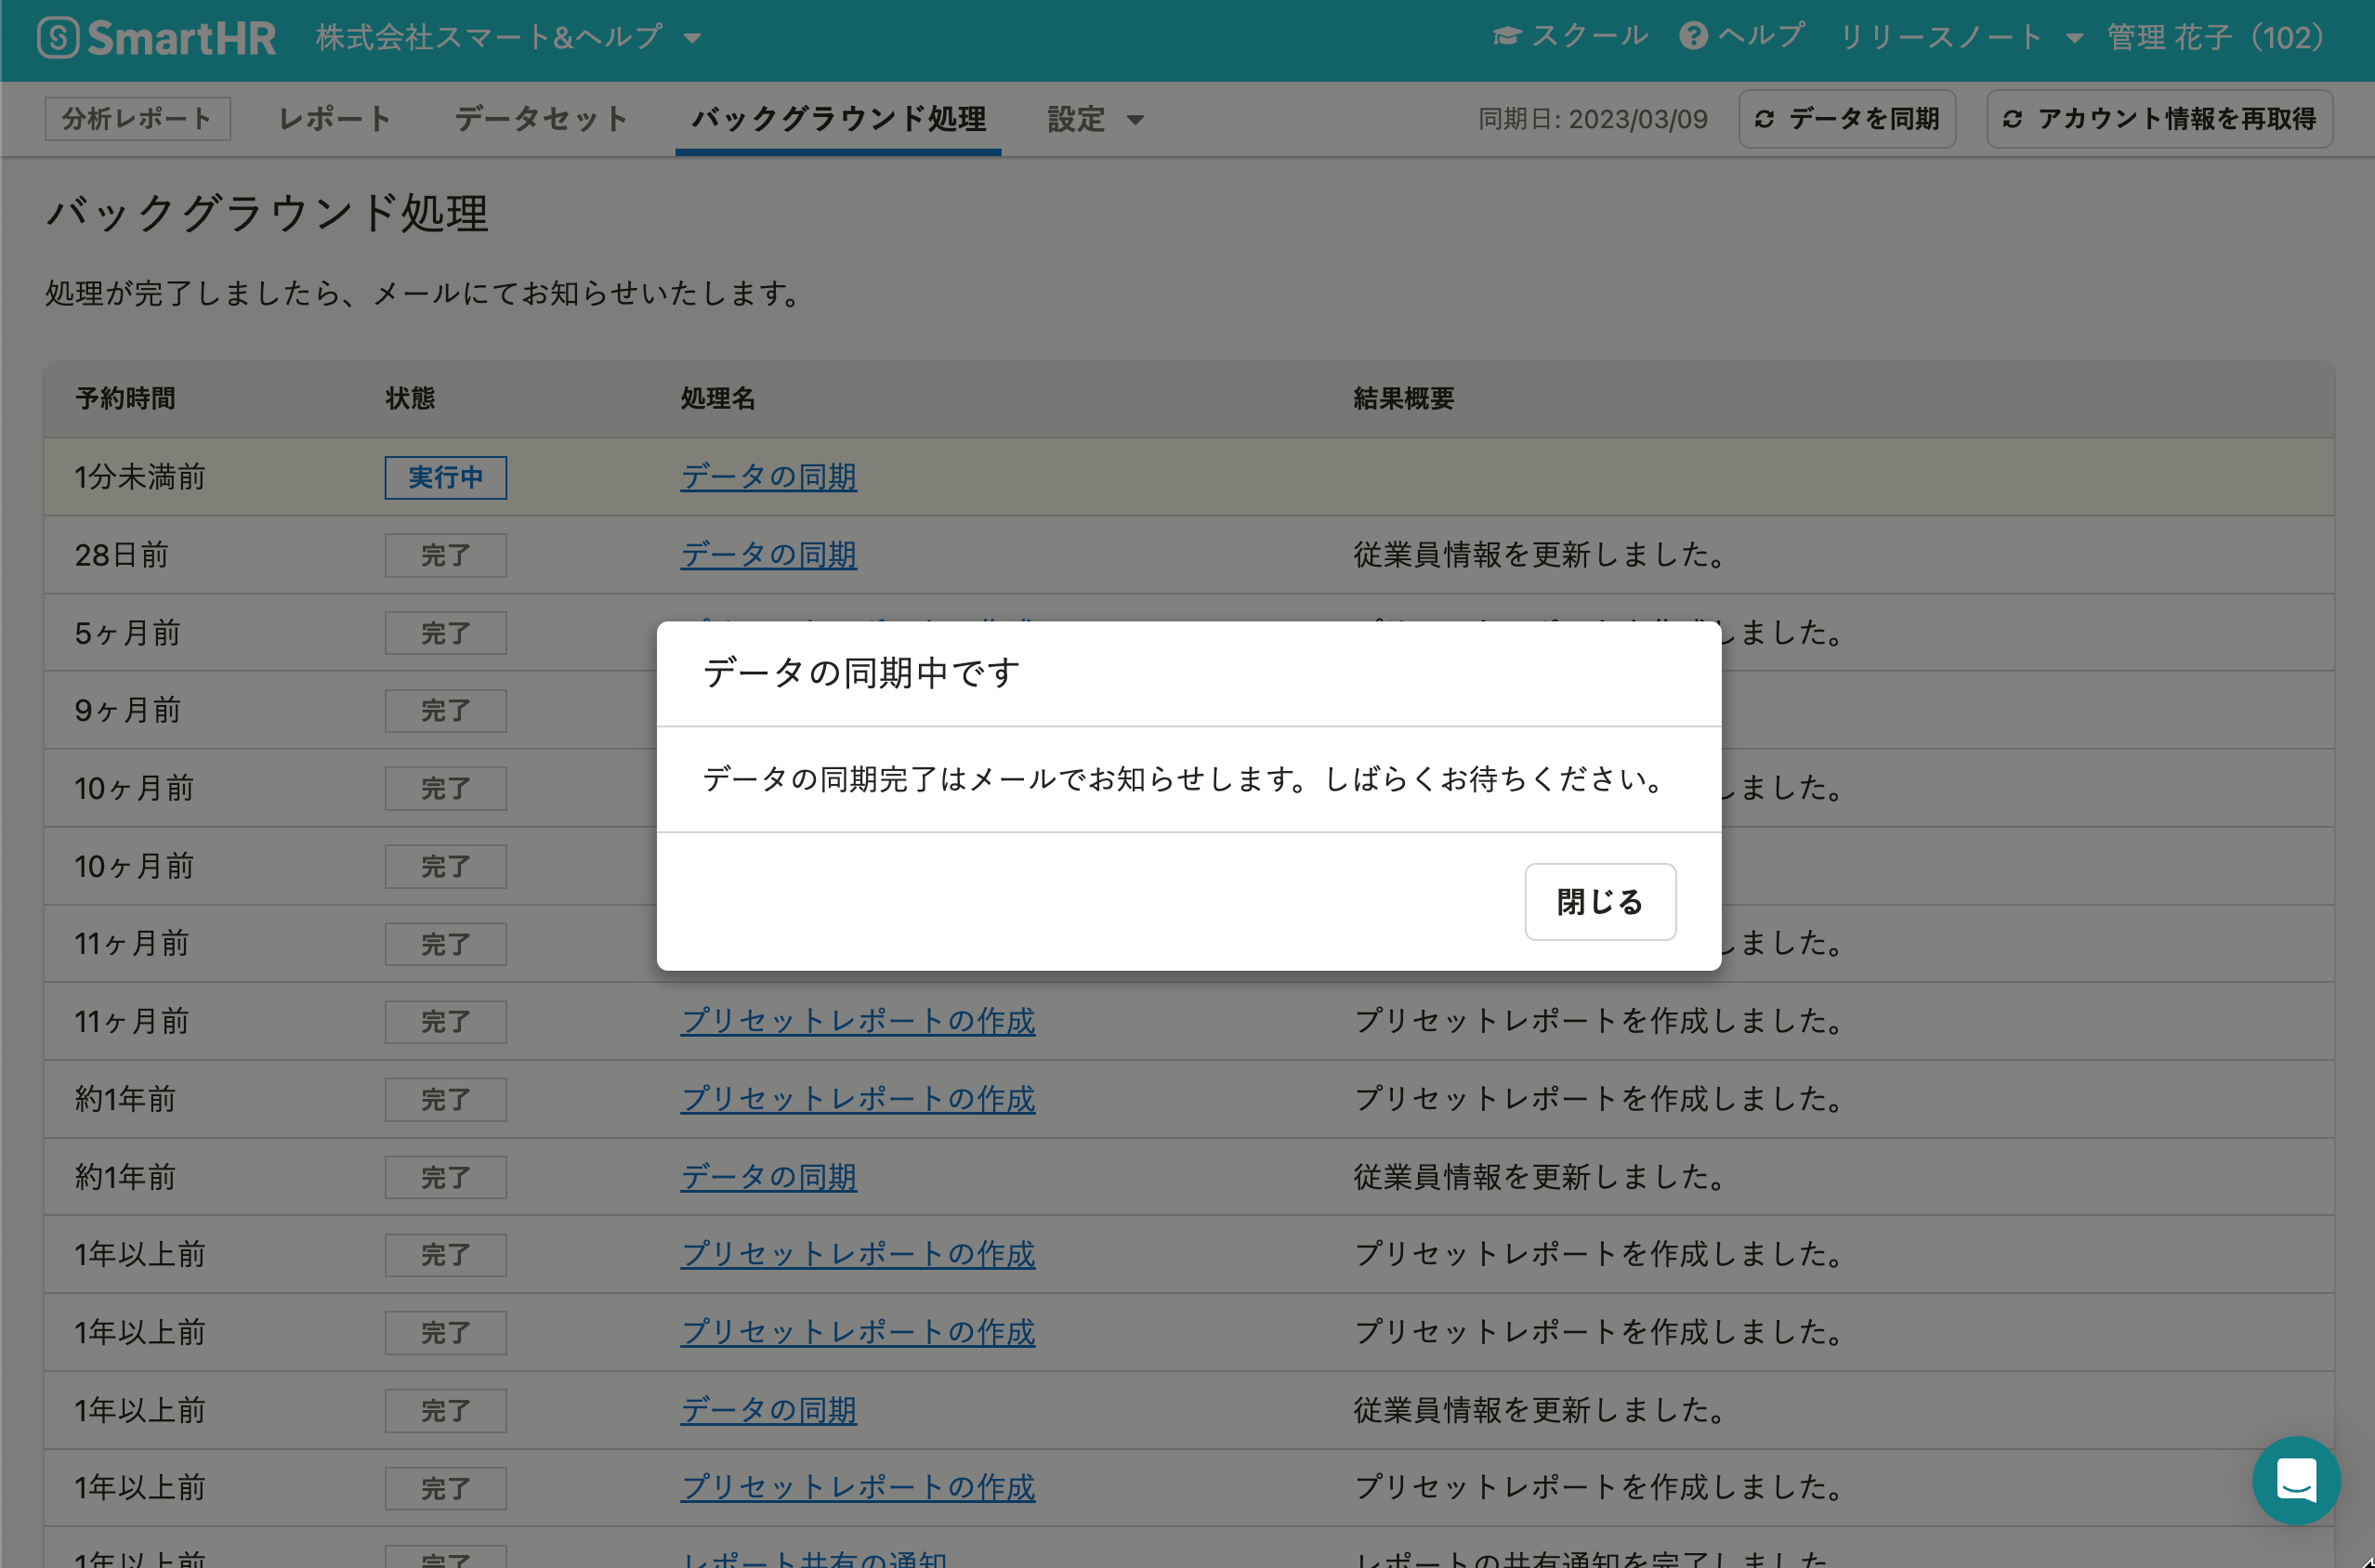 SmartHR 株式会社スマート&ヘルプ スクール ヘルプ リリースノート 管理 花子（102）
分析レポート レポート データセット バックグラウンド処理 設定 同期日: 2023/03/09 データを同期 アカウント情報を再取得
バックグラウンド処理
処理が完了しましたら、メールにてお知らせいたします。
予約時間 状態 処理名 結果概要
1分未満前 実行中 データの同期
28日前 完了 データの同期 従業員情報を更新しました。
5ヶ月前 完了 しました。
データの同期中です
9ヶ月前 完了
データの同期完了はメールでお知らせします。しばらくお待ちください。
10ヶ月前 完了 しました。
10ヶ月前 完了
閉じる
11ヶ月前 完了 しました。
11ヶ月前 完了 プリセットレポートの作成 プリセットレポートを作成しました。
約1年前 完了 プリセットレポートの作成 プリセットレポートを作成しました。
約1年前 完了 データの同期 従業員情報を更新しました。
1年以上前 完了 プリセットレポートの作成 プリセットレポートを作成しました。
1年以上前 完了 プリセットレポートの作成 プリセットレポートを作成しました。
1年以上前 完了 データの同期 従業員情報を更新しました。
1年以上前 完了 プリセットレポートの作成 プリセットレポートを作成しました。
1年以上前 完了 レポート共有の通知 レポートの共有通知を完了しました